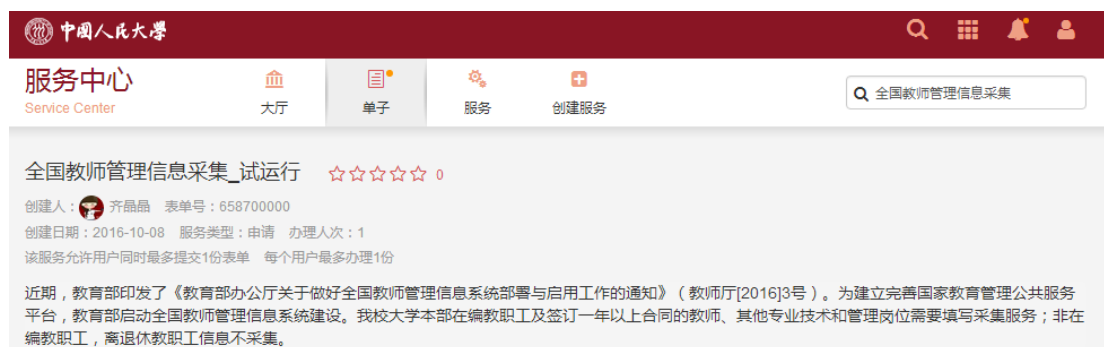 中國人民大學
服务中心
Service Center
大厅
单子
服务
创建服务
全国教师管理信息采集
全国教师管理信息采集_试运行 0
创建人：齐晶晶 表单号：658700000
创建日期：2016-10-08 服务类型：申请 办理人次：1
该服务允许用户同时最多提交1份表单 每个用户最多办理1份
近期，教育部印发了《教育部办公厅关于做好全国教师管理信息系统部署与启用工作的通知》（教师厅[2016]3号）。为建立完善国家教育管理公共服务
平台，教育部启动全国教师管理信息系统建设。我校大学本部在编教职工及签订一年以上合同的教师、其他专业技术和管理岗位需要填写采集服务；非在
编教职工，离退休教职工信息不采集。